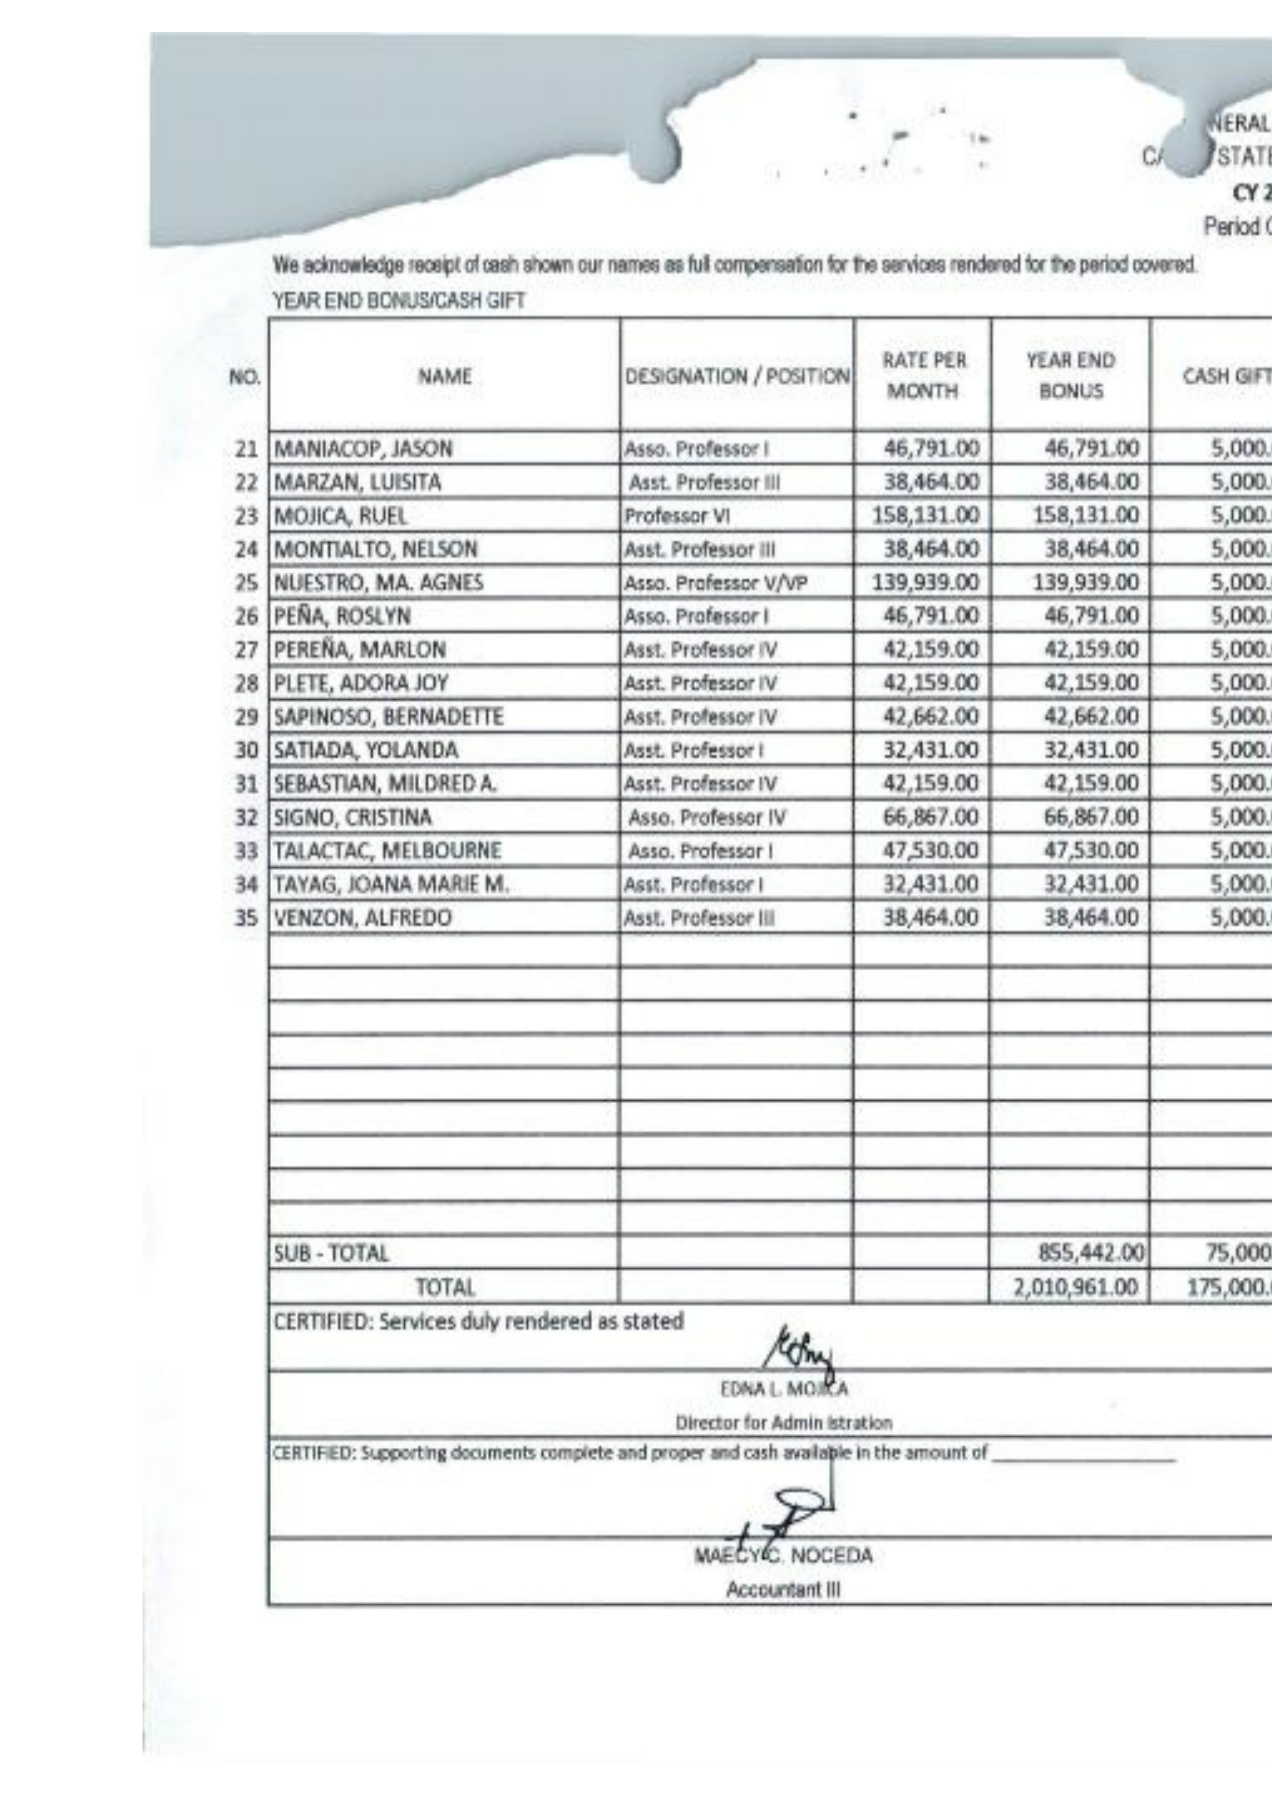 NERAL
STATE
CY 2
Period
We acknowledge receipt of cash shown our names as full compensation for the services rendered for the period covered.
YEAR END BONUS/CASH GIFT
NO. NAME DESIGNATION / POSITION RATE PER MONTH YEAR END BONUS CASH GIFT
21 MANIACOP, JASON Asso. Professor I 46,791.00 46,791.00 5,000.
22 MARZAN, LUISITA Asst. Professor III 38,464.00 38,464.00 5,000.
23 MOJICA, RUEL Professor VI 158,131.00 158,131.00 5,000.
24 MONTIALTO, NELSON Asst. Professor III 38,464.00 38,464.00 5,000.
25 NUESTRO, MA. AGNES Asso. Professor V/VP 139,939.00 139,939.00 5,000.
26 PEÑA, ROSLYN Asso. Professor I 46,791.00 46,791.00 5,000.
27 PEREÑA, MARLON Asst. Professor IV 42,159.00 42,159.00 5,000.
28 PLETE, ADORA JOY Asst. Professor IV 42,159.00 42,159.00 5,000.
29 SAPINOSO, BERNADETTE Asst. Professor IV 42,662.00 42,662.00 5,000.
30 SATIADA, YOLANDA Asst. Professor I 32,431.00 32,431.00 5,000.
31 SEBASTIAN, MILDRED A. Asst. Professor IV 42,159.00 42,159.00 5,000.
32 SIGNO, CRISTINA Asso. Professor IV 66,867.00 66,867.00 5,000.
33 TALACTAC, MELBOURNE Asso. Professor I 47,530.00 47,530.00 5,000.
34 TAYAG, JOANA MARIE M. Asst. Professor I 32,431.00 32,431.00 5,000.
35 VENZON, ALFREDO Asst. Professor III 38,464.00 38,464.00 5,000.
SUB - TOTAL 855,442.00 75,000
TOTAL 2,010,961.00 175,000.
CERTIFIED: Services duly rendered as stated
EDNA L. MOJICA
Director for Admin istration
CERTIFIED: Supporting documents complete and proper and cash available in the amount of
MAECY C. NOCEDA
Accountant III